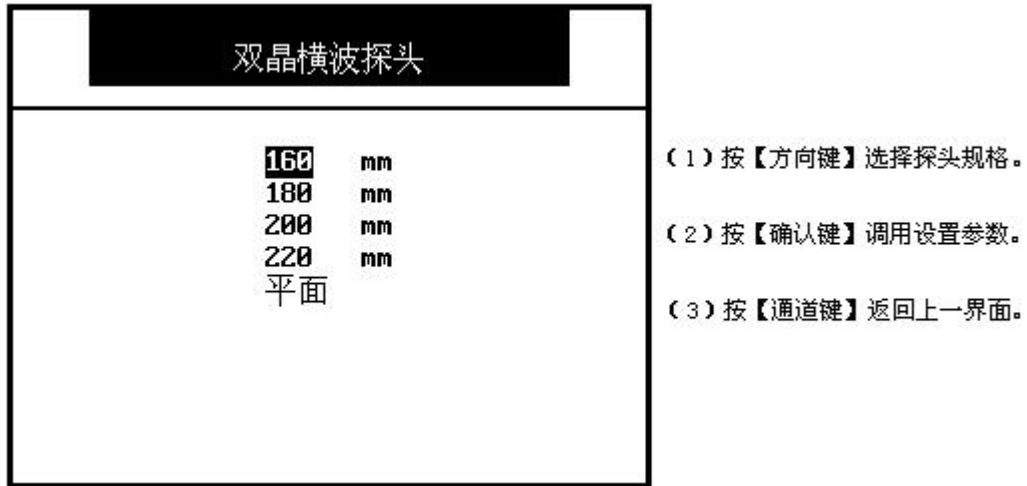 双晶横波探头
160 mm
180 mm
200 mm
220 mm
平面
(1)按【方向键】选择探头规格。
(2)按【确认键】调用设置参数。
(3)按【通道键】返回上一界面。